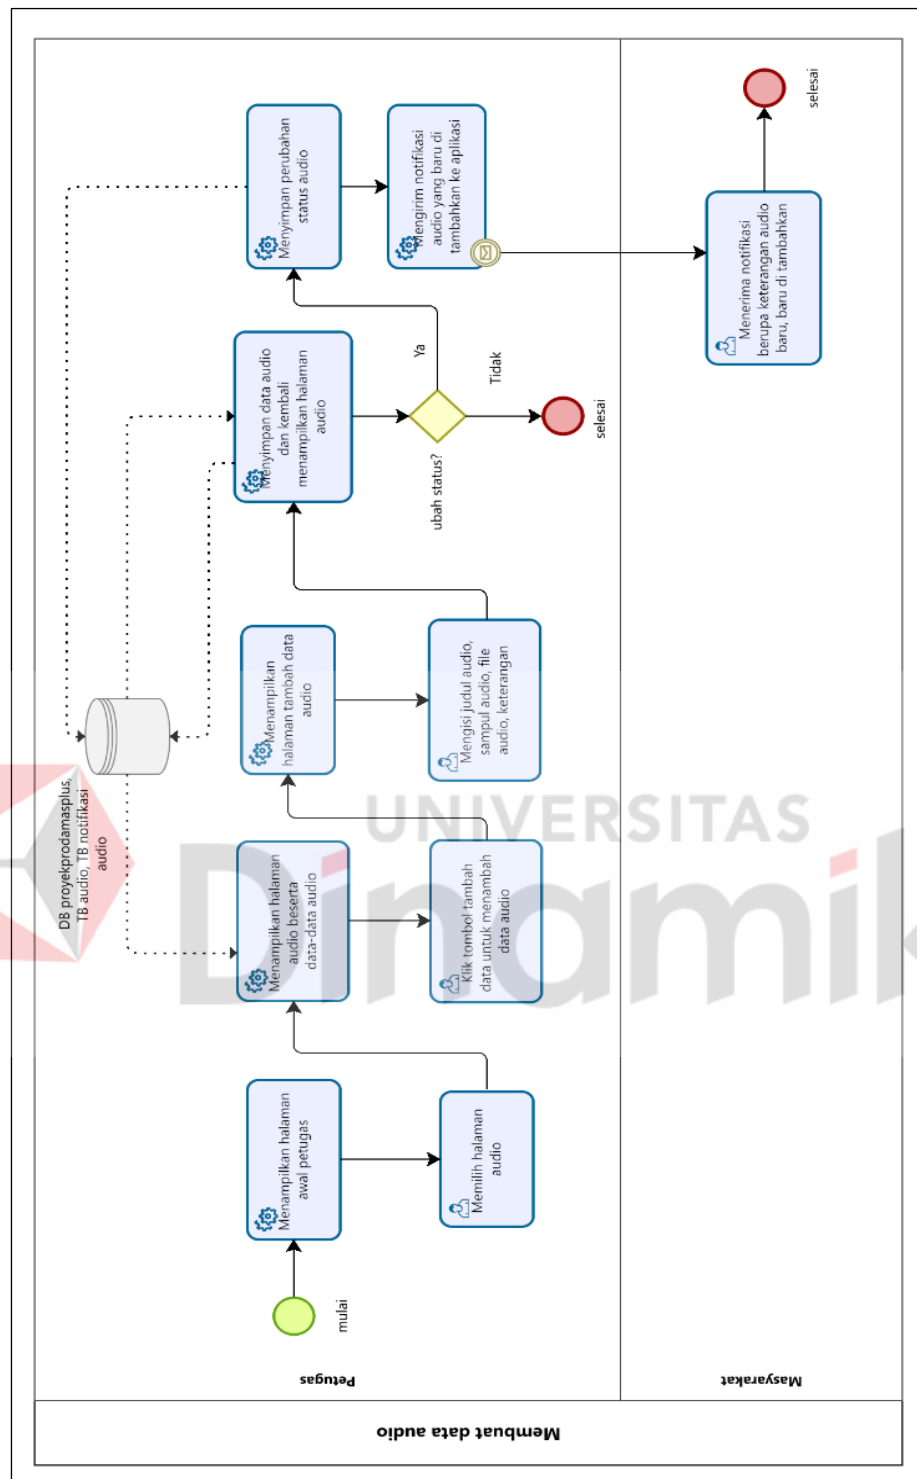 Membuat data audio
Petugas
mulai
Menampilkan halaman
awal petugas
Memilih halaman
audio
Menampilkan halaman
audio beserta
data-data audio
Klik tombol tambah
data untuk menambah
data audio
Menampilkan
halaman tambah data
audio
Mengisi judul audio,
sampul audio, file
audio, keterangan
DB proyekprodamasplus,
TB audio, TB notifikasi
audio
Menyimpan data audio
dan kembali
menampilkan halaman
audio
ubah status?
Ya
Tidak
selesai
Menyimpan perubahan
status audio
Mengirim notifikasi
audio yang baru di
tambahkan ke aplikasi
Masyarakat
Menerima notifikasi
berupa keterangan audio
baru, baru di tambahkan
selesai
UNIVERSITAS
Dinamik